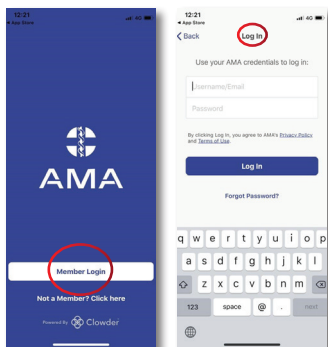 12:21
4G
◂ App Store
AMA
Member Login
Not a Member? Click here
Powered By Clowder
12:21
4G
◂ App Store
Back
Log In
Use your AMA credentials to log in:
Username/Email
Password
By clicking Log In, you agree to AMA's Privacy Policy
and Terms of Use.
Log In
Forgot Password?
q w e r t y u i o p
a s d f g h j k l
z x c v b n m
123 space @ . next